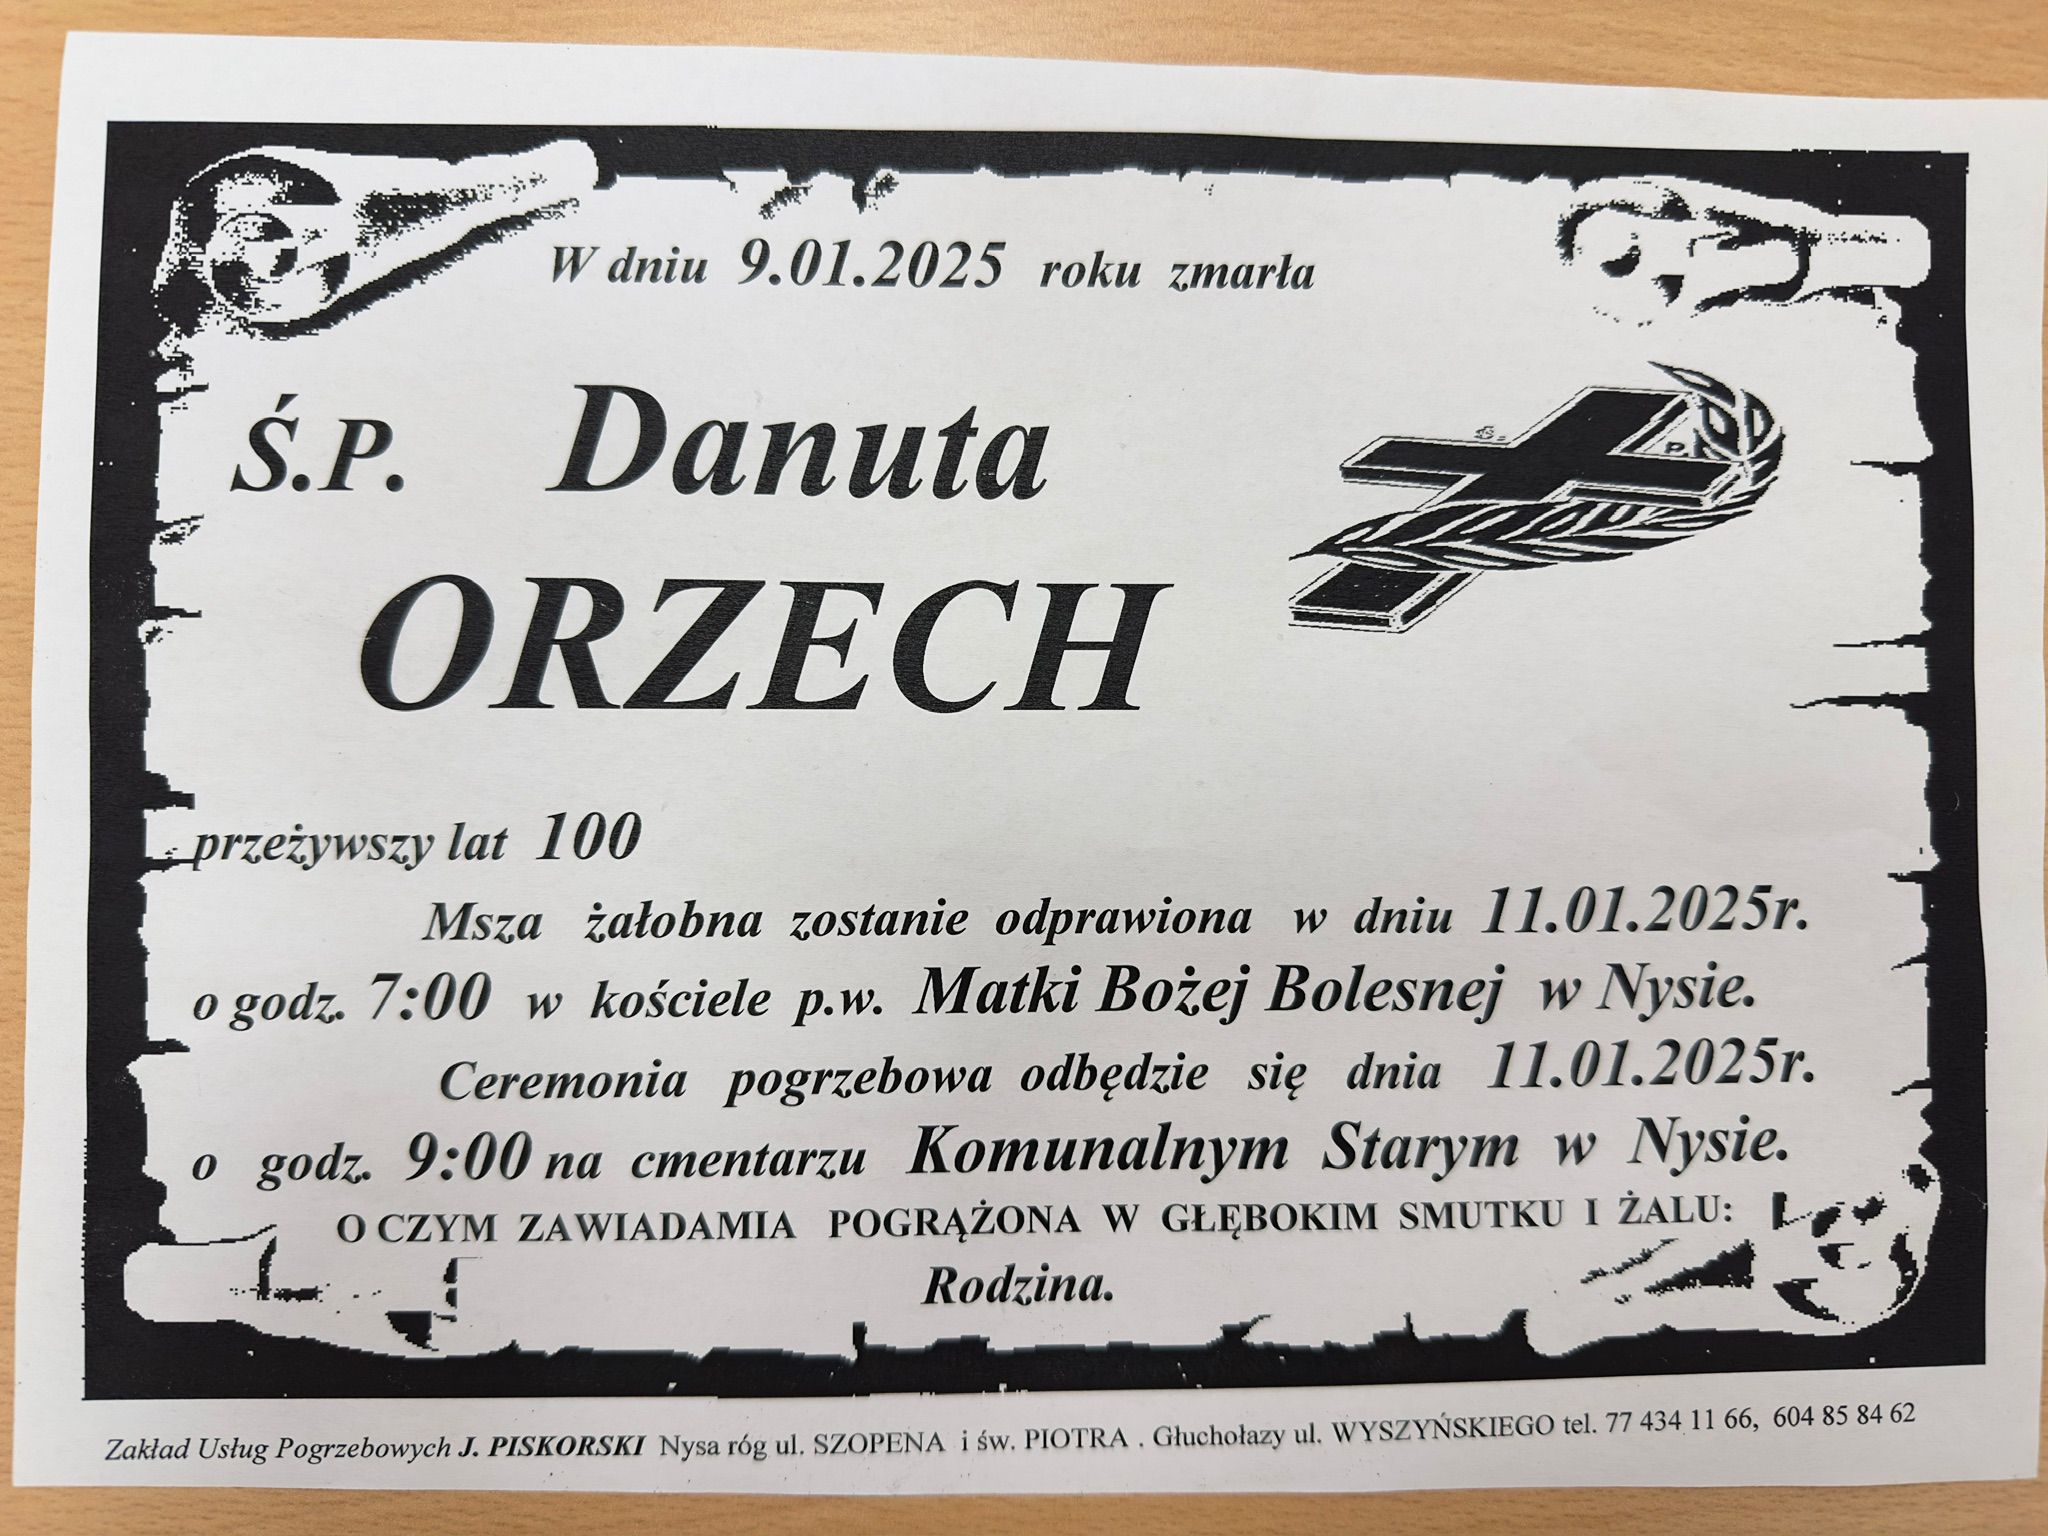 W dniu 9.01.2025 roku zmarła
Ś.P. Danuta
Ś. P.
ORZECH
przeżywszy lat 100
Msza żałobna zostanie odprawiona w dniu 11.01.2025r.
o godz. 7:00 w kościele p.w. Matki Bożej Bolesnej w Nysie.
Ceremonia pogrzebowa odbędzie się dnia 11.01.2025r.
o godz. 9:00 na cmentarzu Komunalnym Starym w Nysie.
O CZYM ZAWIADAMIA POGRĄŻONA W GŁĘBOKIM SMUTKU I ŻALU:
Rodzina.
Zakład Usług Pogrzebowych J. PISKORSKI Nysa róg ul. SZOPENA i św. PIOTRA . Głuchołazy ul. WYSZYŃSKIEGO tel. 77 434 11 66, 604 85 84 62